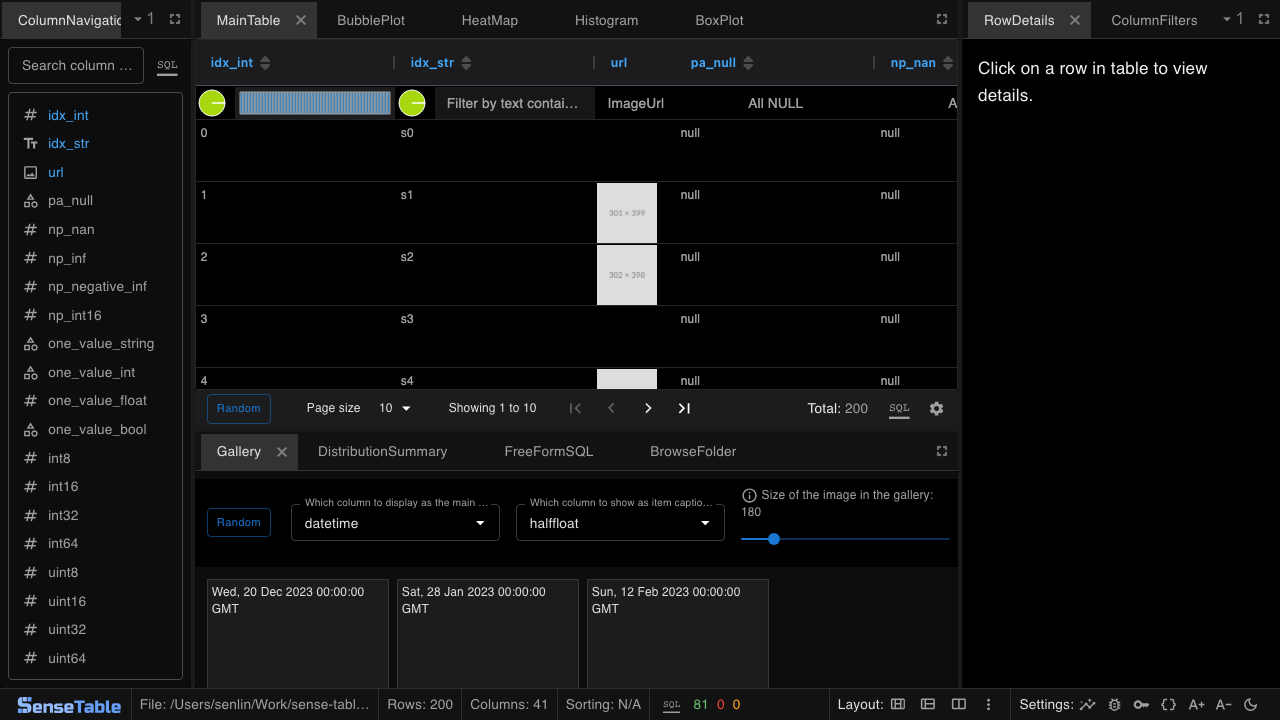 ColumnNavigatio
1
MainTable
BubblePlot
HeatMap
Histogram
BoxPlot
RowDetails
ColumnFilters
1
Search column ...
SQL
idx_int
idx_str
url
pa_null
np_nan
np_inf
np_negative_inf
np_int16
one_value_string
one_value_int
one_value_float
one_value_bool
int8
int16
int32
int64
uint8
uint16
uint32
uint64
idx_int
idx_str
url
pa_null
np_nan
Filter by text contai...
ImageUrl
All NULL
A
0 s0 null null
1 s1 301 × 399 null null
2 s2 302 × 398 null null
3 s3 null null
4 s4 null null
Random
Page size 10
Showing 1 to 10
Total: 200
SQL
Gallery
DistributionSummary
FreeFormSQL
BrowseFolder
Random
Which column to display as the main ...
datetime
Which column to show as item captio...
halffloat
Size of the image in the gallery:
180
Wed, 20 Dec 2023 00:00:00
GMT
Sat, 28 Jan 2023 00:00:00
GMT
Sun, 12 Feb 2023 00:00:00
GMT
Click on a row in table to view
details.
SenseTable
File: /Users/senlin/Work/sense-tabl...
Rows: 200
Columns: 41
Sorting: N/A
SQL 81 0 0
Layout:
Settings:
A+
A-